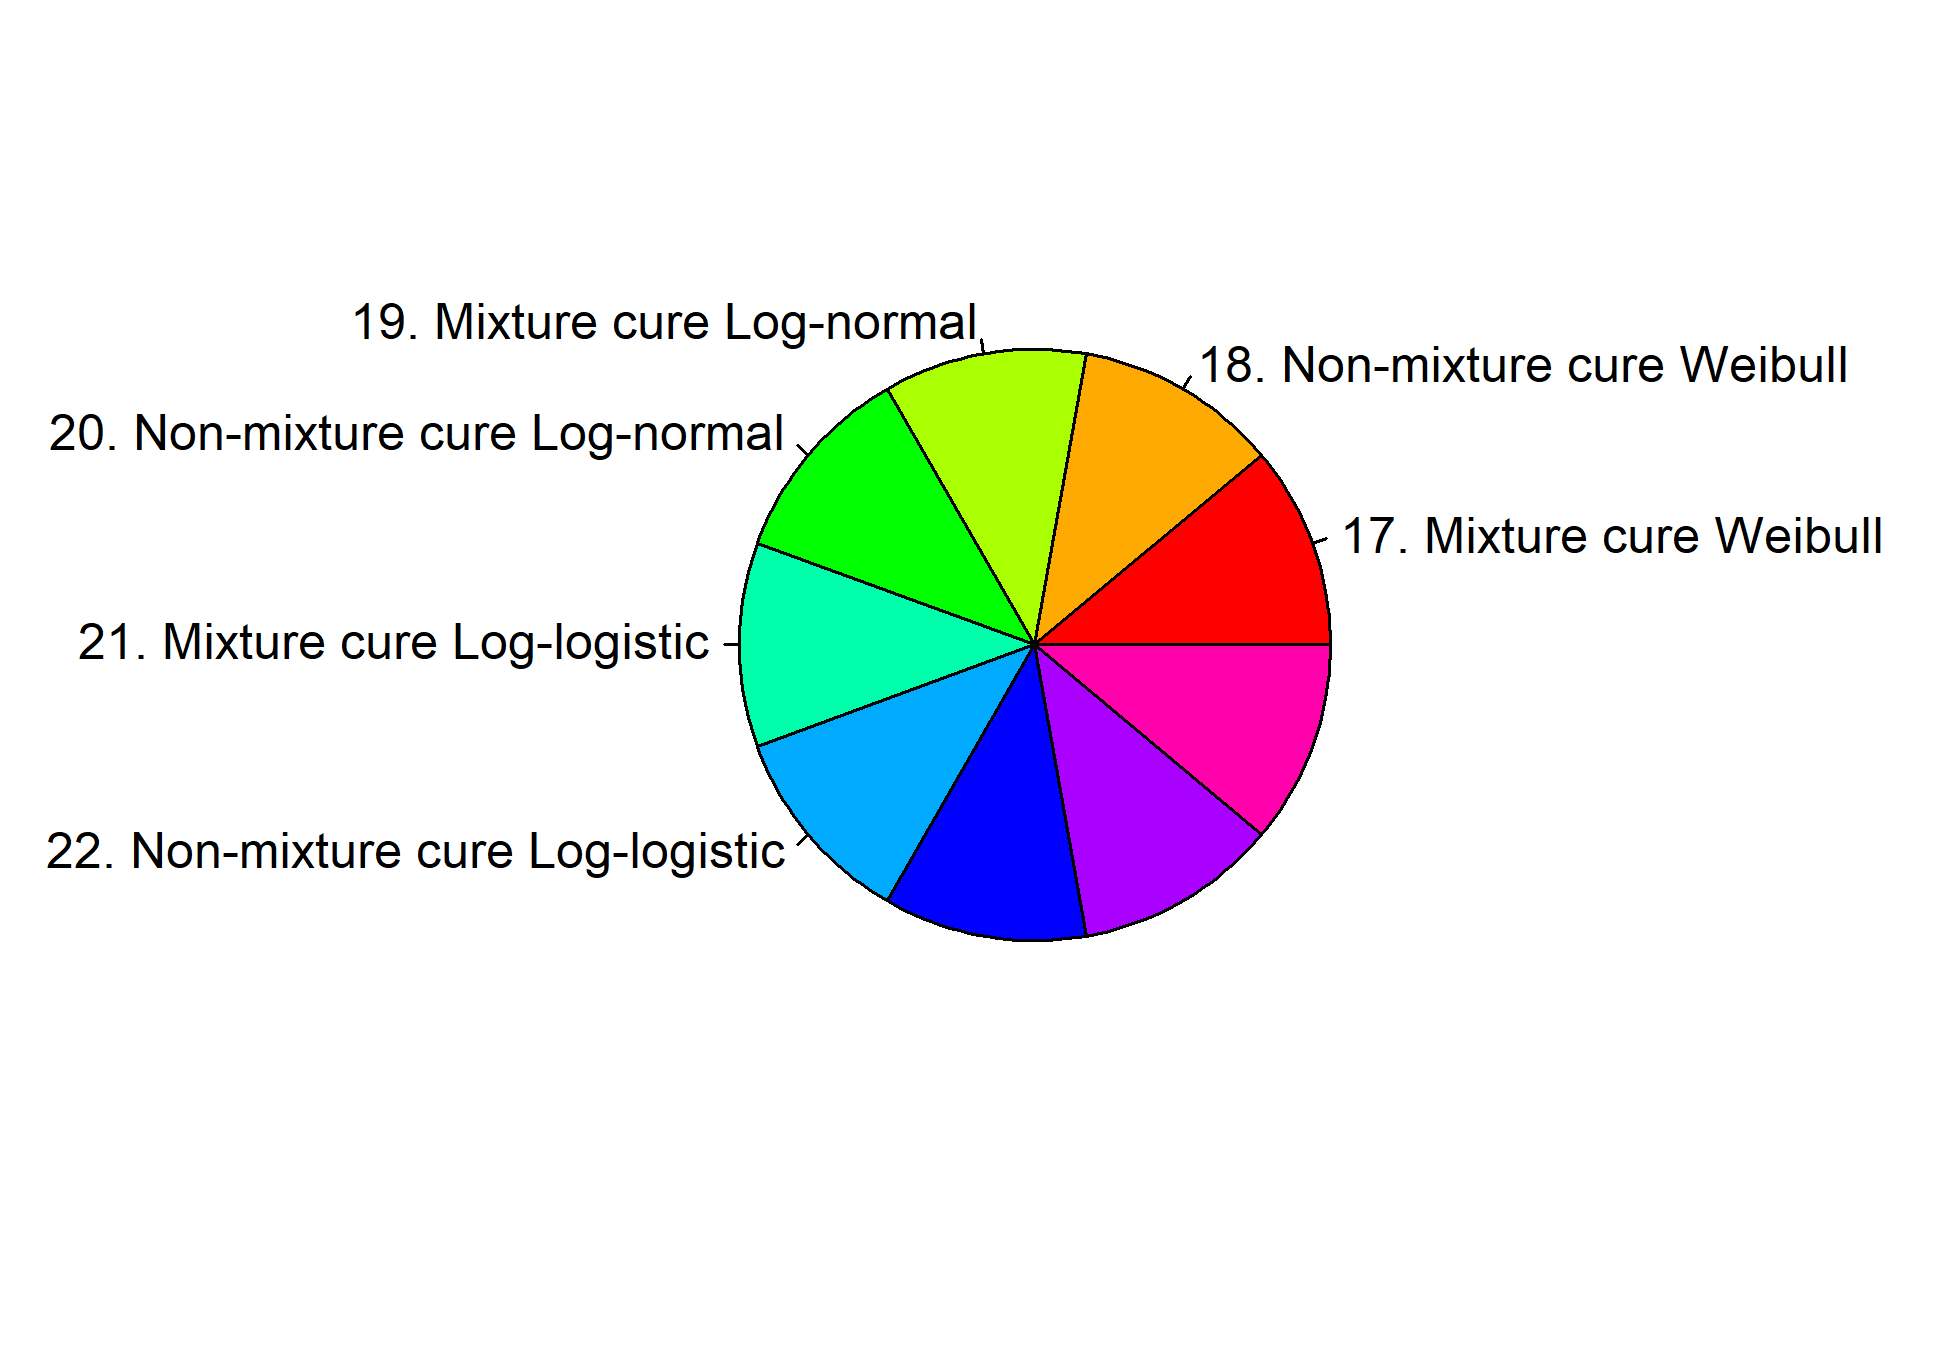 19. Mixture cure Log-normal
18. Non-mixture cure Weibull
20. Non-mixture cure Log-normal
17. Mixture cure Weibull
21. Mixture cure Log-logistic
22. Non-mixture cure Log-logistic